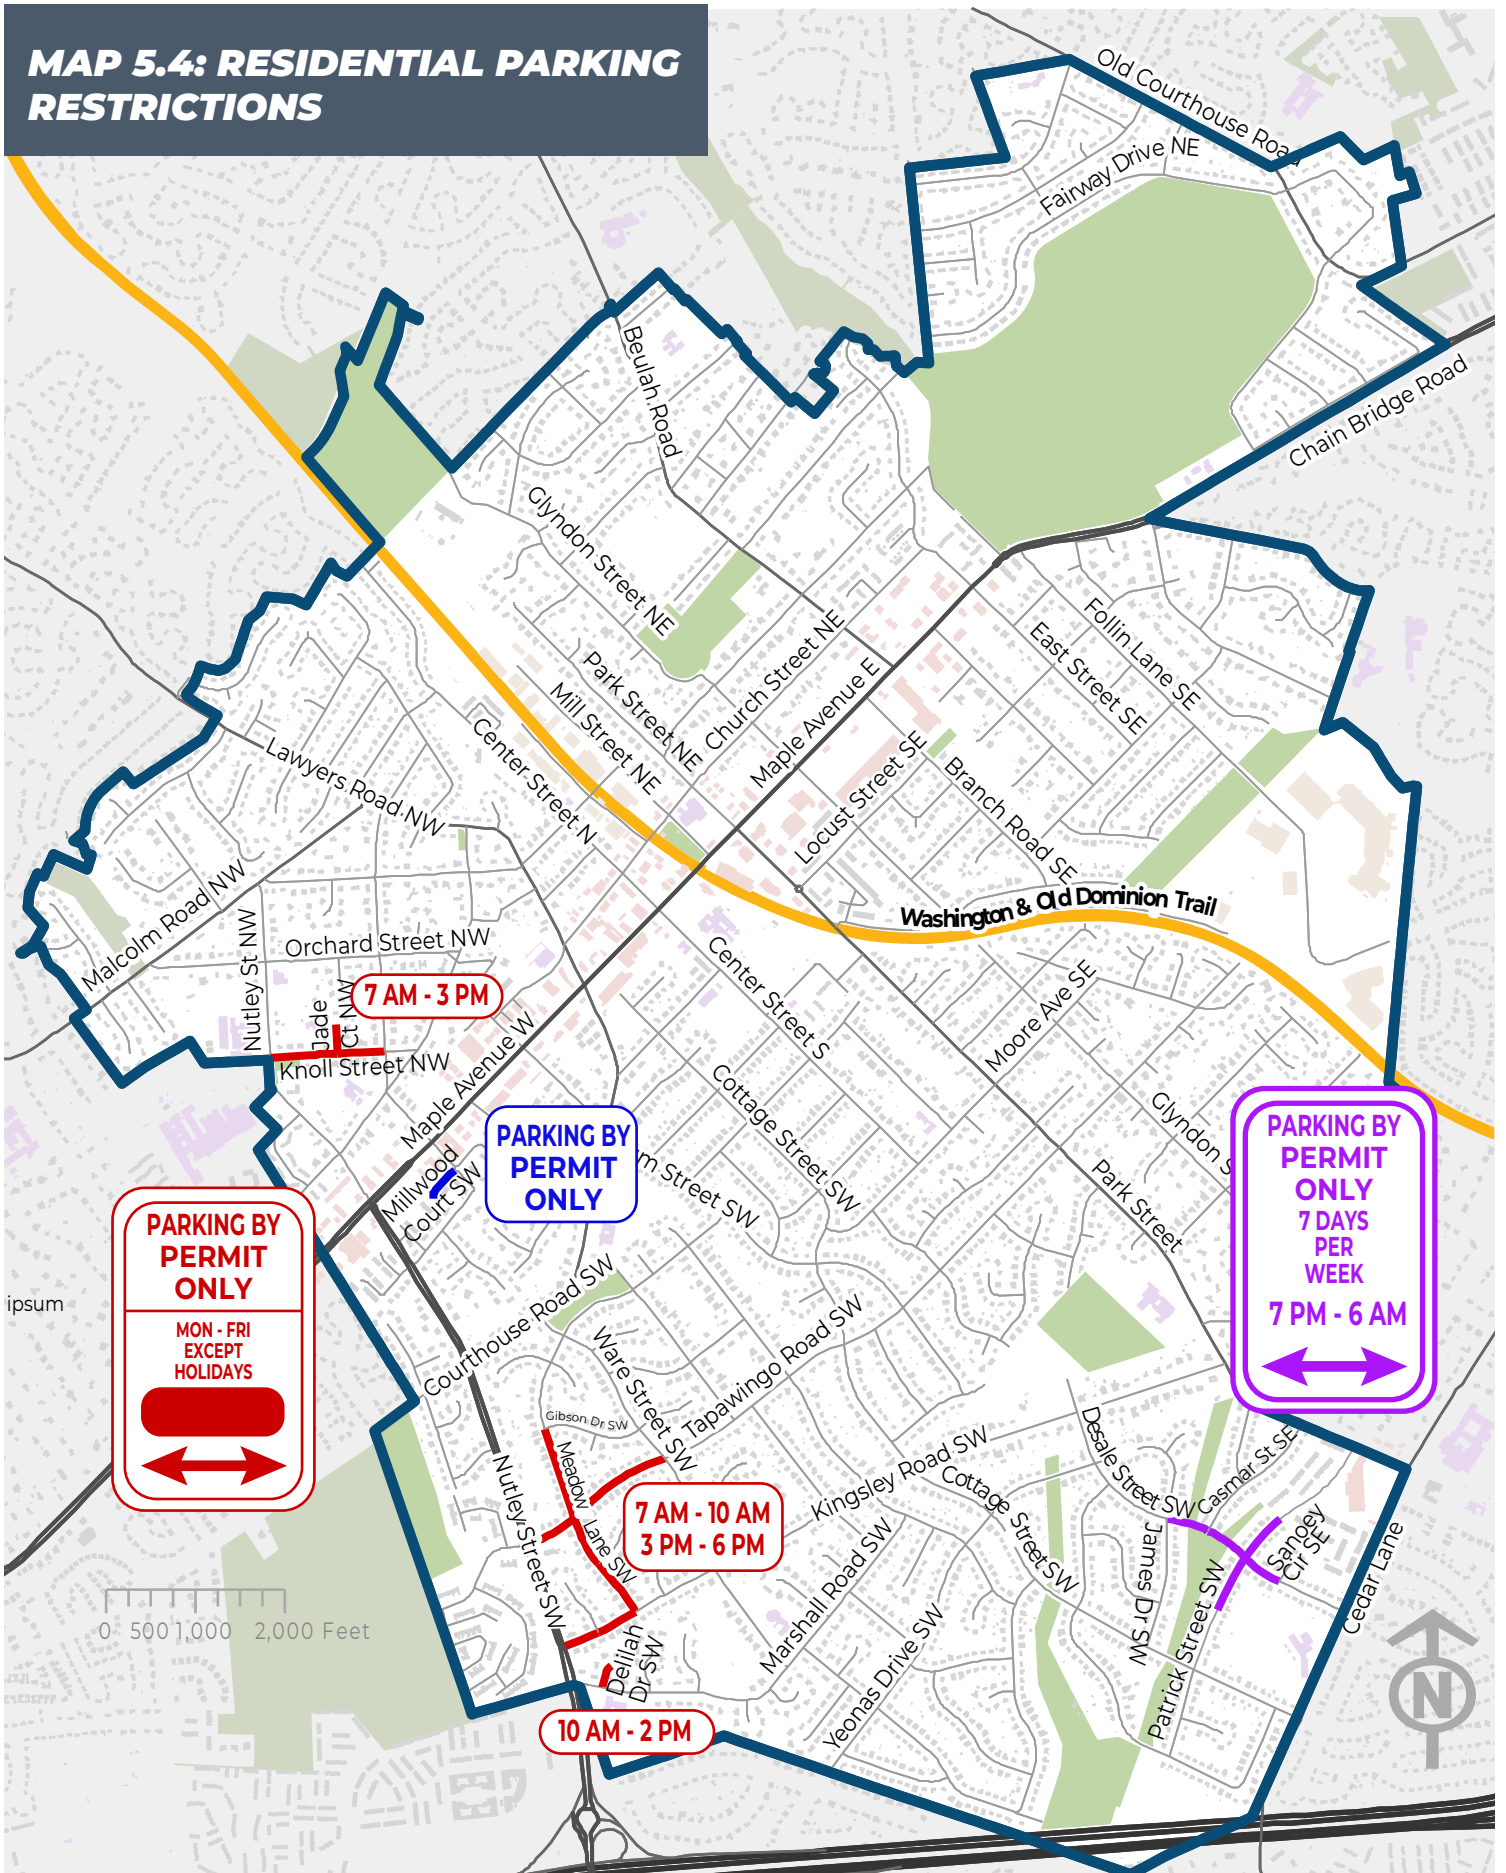 MAP 5.4: RESIDENTIAL PARKING
RESTRICTIONS
Old Courthouse Road
Fairway Drive NE
Beulah Road
Chain Bridge Road
Glyndon Street NE
Follin Lane SE
East Street SE
Church Street NE
Park Street NE
Mill Street NE
Maple Avenue E
Center Street N
Lawyers Road NW
Locust Street SE
Branch Road SE
Malcolm Road NW
Washington & Old Dominion Trail
Nutley St NW
Orchard Street NW
7 AM - 3 PM
Jade
Ct NW
Knoll Street NW
Center Street S
Moore Ave SE
Maple Avenue W
Cottage Street SW
Glyndon S
PARKING BY
PERMIT
ONLY
um Street SW
Millwood
Court SW
Park Street
PARKING BY
PERMIT
ONLY
7 DAYS
PER
WEEK
7 PM - 6 AM
PARKING BY
PERMIT
ONLY
MON - FRI
EXCEPT
HOLIDAYS
ipsum
Courthouse Road SW
Ware Street SW
Tapawingo Road SW
Gibson Dr SW
Meadow Lane SW
Nutley Street SW
7 AM - 10 AM
3 PM - 6 PM
Kingsley Road SW
Cottage Street SW
Desale Street SW
Casmar St SE
Sanoey
Cir SE
James Dr SW
Patrick Street SW
Cedar Lane
Marshall Road SW
Yeonas Drive SW
Delilah
Dr SW
10 AM - 2 PM
0 500 1,000 2,000 Feet
N